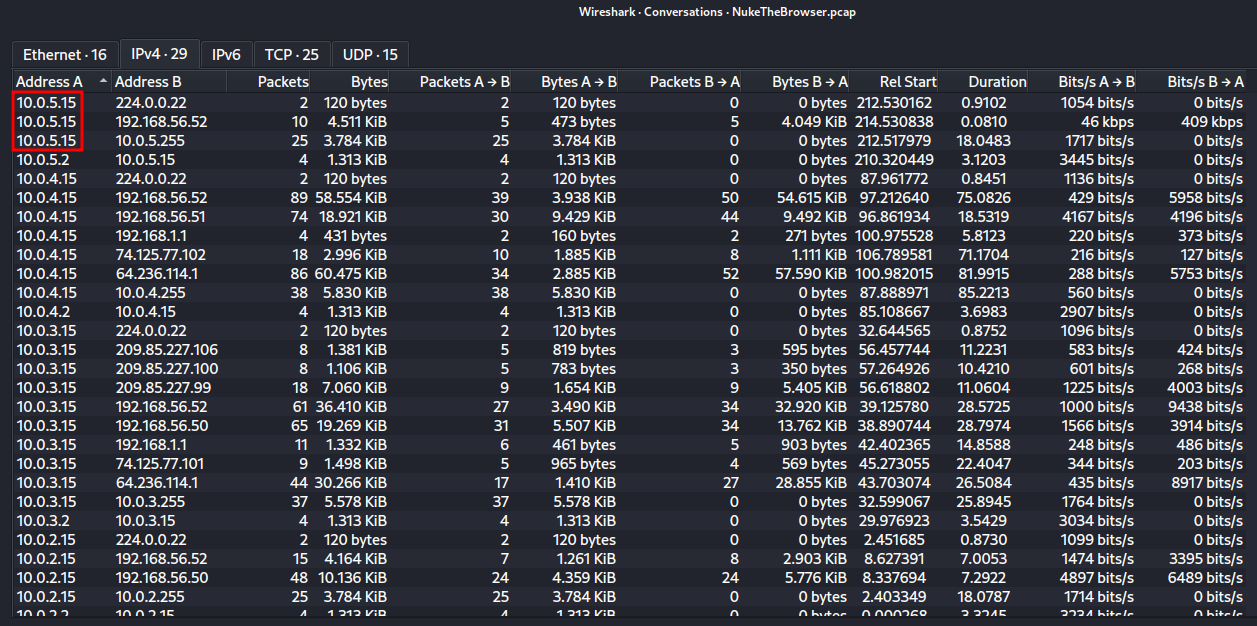 Wireshark · Conversations · NukeTheBrowser.pcap
Ethernet · 16 IPv4 · 29 IPv6 TCP · 25 UDP · 15
Address A Address B Packets Bytes Packets A → B Bytes A → B Packets B → A Bytes B → A Rel Start Duration Bits/s A → B Bits/s B → A
10.0.5.15 224.0.0.22 2 120 bytes 2 120 bytes 0 0 bytes 212.530162 0.9102 1054 bits/s 0 bits/s
10.0.5.15 192.168.56.52 10 4.511 KiB 5 473 bytes 5 4.049 KiB 214.530838 0.0810 46 kbps 409 kbps
10.0.5.15 10.0.5.255 25 3.784 KiB 25 3.784 KiB 0 0 bytes 212.517979 18.0483 1717 bits/s 0 bits/s
10.0.5.2 10.0.5.15 4 1.313 KiB 4 1.313 KiB 0 0 bytes 210.320449 3.1203 3445 bits/s 0 bits/s
10.0.4.15 224.0.0.22 2 120 bytes 2 120 bytes 0 0 bytes 87.961772 0.8451 1136 bits/s 0 bits/s
10.0.4.15 192.168.56.52 89 58.554 KiB 39 3.938 KiB 50 54.615 KiB 97.212640 75.0826 429 bits/s 5958 bits/s
10.0.4.15 192.168.56.51 74 18.921 KiB 30 9.429 KiB 44 9.492 KiB 96.861934 18.5319 4167 bits/s 4196 bits/s
10.0.4.15 192.168.1.1 4 431 bytes 2 160 bytes 2 271 bytes 100.975528 5.8123 220 bits/s 373 bits/s
10.0.4.15 74.125.77.102 18 2.996 KiB 10 1.885 KiB 8 1.111 KiB 106.789581 71.1704 216 bits/s 127 bits/s
10.0.4.15 64.236.114.1 86 60.475 KiB 34 2.885 KiB 52 57.590 KiB 100.982015 81.9915 288 bits/s 5753 bits/s
10.0.4.15 10.0.4.255 38 5.830 KiB 38 5.830 KiB 0 0 bytes 87.888971 85.2213 560 bits/s 0 bits/s
10.0.4.2 10.0.4.15 4 1.313 KiB 4 1.313 KiB 0 0 bytes 85.108667 3.6983 2907 bits/s 0 bits/s
10.0.3.15 224.0.0.22 2 120 bytes 2 120 bytes 0 0 bytes 32.644565 0.8752 1096 bits/s 0 bits/s
10.0.3.15 209.85.227.106 8 1.381 KiB 5 819 bytes 3 595 bytes 56.457744 11.2231 583 bits/s 424 bits/s
10.0.3.15 209.85.227.100 8 1.106 KiB 5 783 bytes 3 350 bytes 57.264926 10.4210 601 bits/s 268 bits/s
10.0.3.15 209.85.227.99 18 7.060 KiB 9 1.654 KiB 9 5.405 KiB 56.618802 11.0604 1225 bits/s 4003 bits/s
10.0.3.15 192.168.56.52 61 36.410 KiB 27 3.490 KiB 34 32.920 KiB 39.125780 28.5725 1000 bits/s 9438 bits/s
10.0.3.15 192.168.56.50 65 19.269 KiB 31 5.507 KiB 34 13.762 KiB 38.890744 28.7974 1566 bits/s 3914 bits/s
10.0.3.15 192.168.1.1 11 1.332 KiB 6 461 bytes 5 903 bytes 42.402365 14.8588 248 bits/s 486 bits/s
10.0.3.15 74.125.77.101 9 1.498 KiB 5 965 bytes 4 569 bytes 45.273055 22.4047 344 bits/s 203 bits/s
10.0.3.15 64.236.114.1 44 30.266 KiB 17 1.410 KiB 27 28.855 KiB 43.703074 26.5084 435 bits/s 8917 bits/s
10.0.3.15 10.0.3.255 37 5.578 KiB 37 5.578 KiB 0 0 bytes 32.599067 25.8945 1764 bits/s 0 bits/s
10.0.3.2 10.0.3.15 4 1.313 KiB 4 1.313 KiB 0 0 bytes 29.976923 3.5429 3034 bits/s 0 bits/s
10.0.2.15 224.0.0.22 2 120 bytes 2 120 bytes 0 0 bytes 2.451685 0.8730 1099 bits/s 0 bits/s
10.0.2.15 192.168.56.52 15 4.164 KiB 7 1.261 KiB 8 2.903 KiB 8.627391 7.0053 1474 bits/s 3395 bits/s
10.0.2.15 192.168.56.50 48 10.136 KiB 24 4.359 KiB 24 5.776 KiB 8.337694 7.2922 4897 bits/s 6489 bits/s
10.0.2.15 10.0.2.255 25 3.784 KiB 25 3.784 KiB 0 0 bytes 2.403349 18.0787 1714 bits/s 0 bits/s
10.0.2.2 10.0.2.15 4 1.313 KiB 4 1.313 KiB 0 0 bytes 0.000268 3.3245 3234 bits/s 0 bits/s